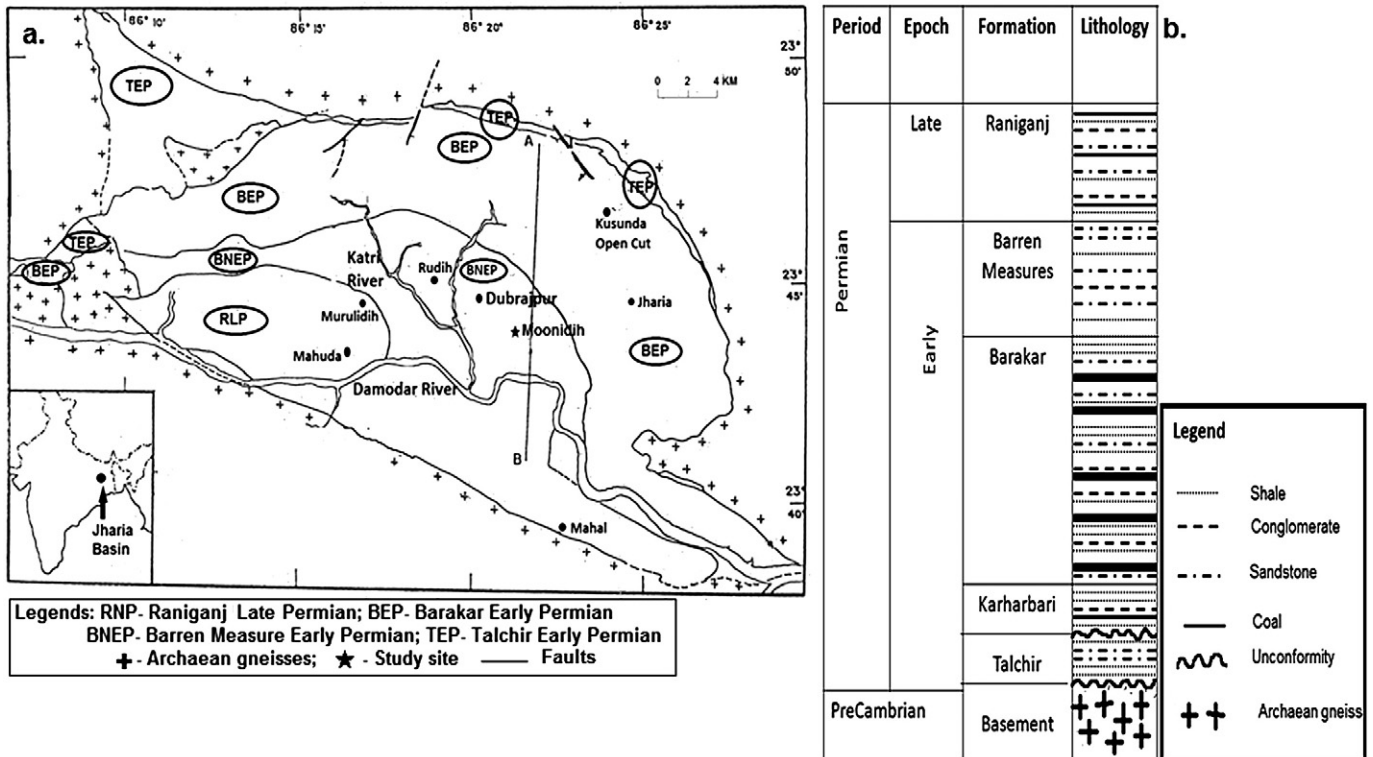 a.
86° 10'
86° 15'
86° 20'
86° 25'
23°
50'
0 2 4 KM
TEP
TEP
A
BEP
TEP
BEP
Kusunda
Open Cut
TEP
BNEP
Katri
River
Rudih
BNEP
23°
45'
BEP
Dubrajpur
Jharia
RLP
Murulidih
Moonidih
BEP
Mahuda
Damodar River
B
23°
40'
Mahal
Jharia
Basin
Legends: RNP- Raniganj Late Permian; BEP- Barakar Early Permian
BNEP- Barren Measure Early Permian; TEP- Talchir Early Permian
- Archaean gneisses; - Study site Faults
b.
Period Epoch Formation Lithology
Permian
Late
Raniganj
Early
Barren
Measures
Barakar
Karharbari
Talchir
PreCambrian
Basement
Legend
Shale
Conglomerate
Sandstone
Coal
Unconformity
Archaean gneiss